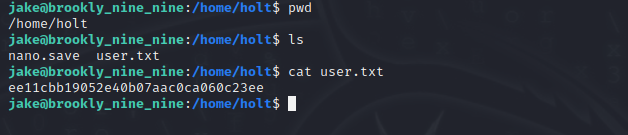 jake@brookly_nine_nine:/home/holt$ pwd
/home/holt
jake@brookly_nine_nine:/home/holt$ ls
nano.save  user.txt
jake@brookly_nine_nine:/home/holt$ cat user.txt
ee11cbb19052e40b07aac0ca060c23ee
jake@brookly_nine_nine:/home/holt$